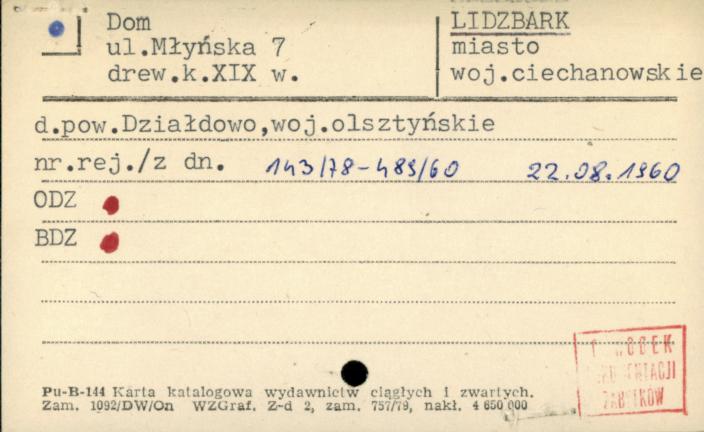 Dom
ul.Młyńska 7
drew.k.XIX w.
LIDZBARK
miasto
woj.ciechanowskie
d.pow.Działdowo,woj.olsztyńskie
nr.rej./z dn. 143/78-489/60 22.08.1960
ODZ
BDZ
Pu-B-144 Karta katalogowa wydawnictw ciągłych i zwartych.
Zam. 1092/DW/On WZGraf. Z-d 2, zam. 757/79, nakł. 4 650 000